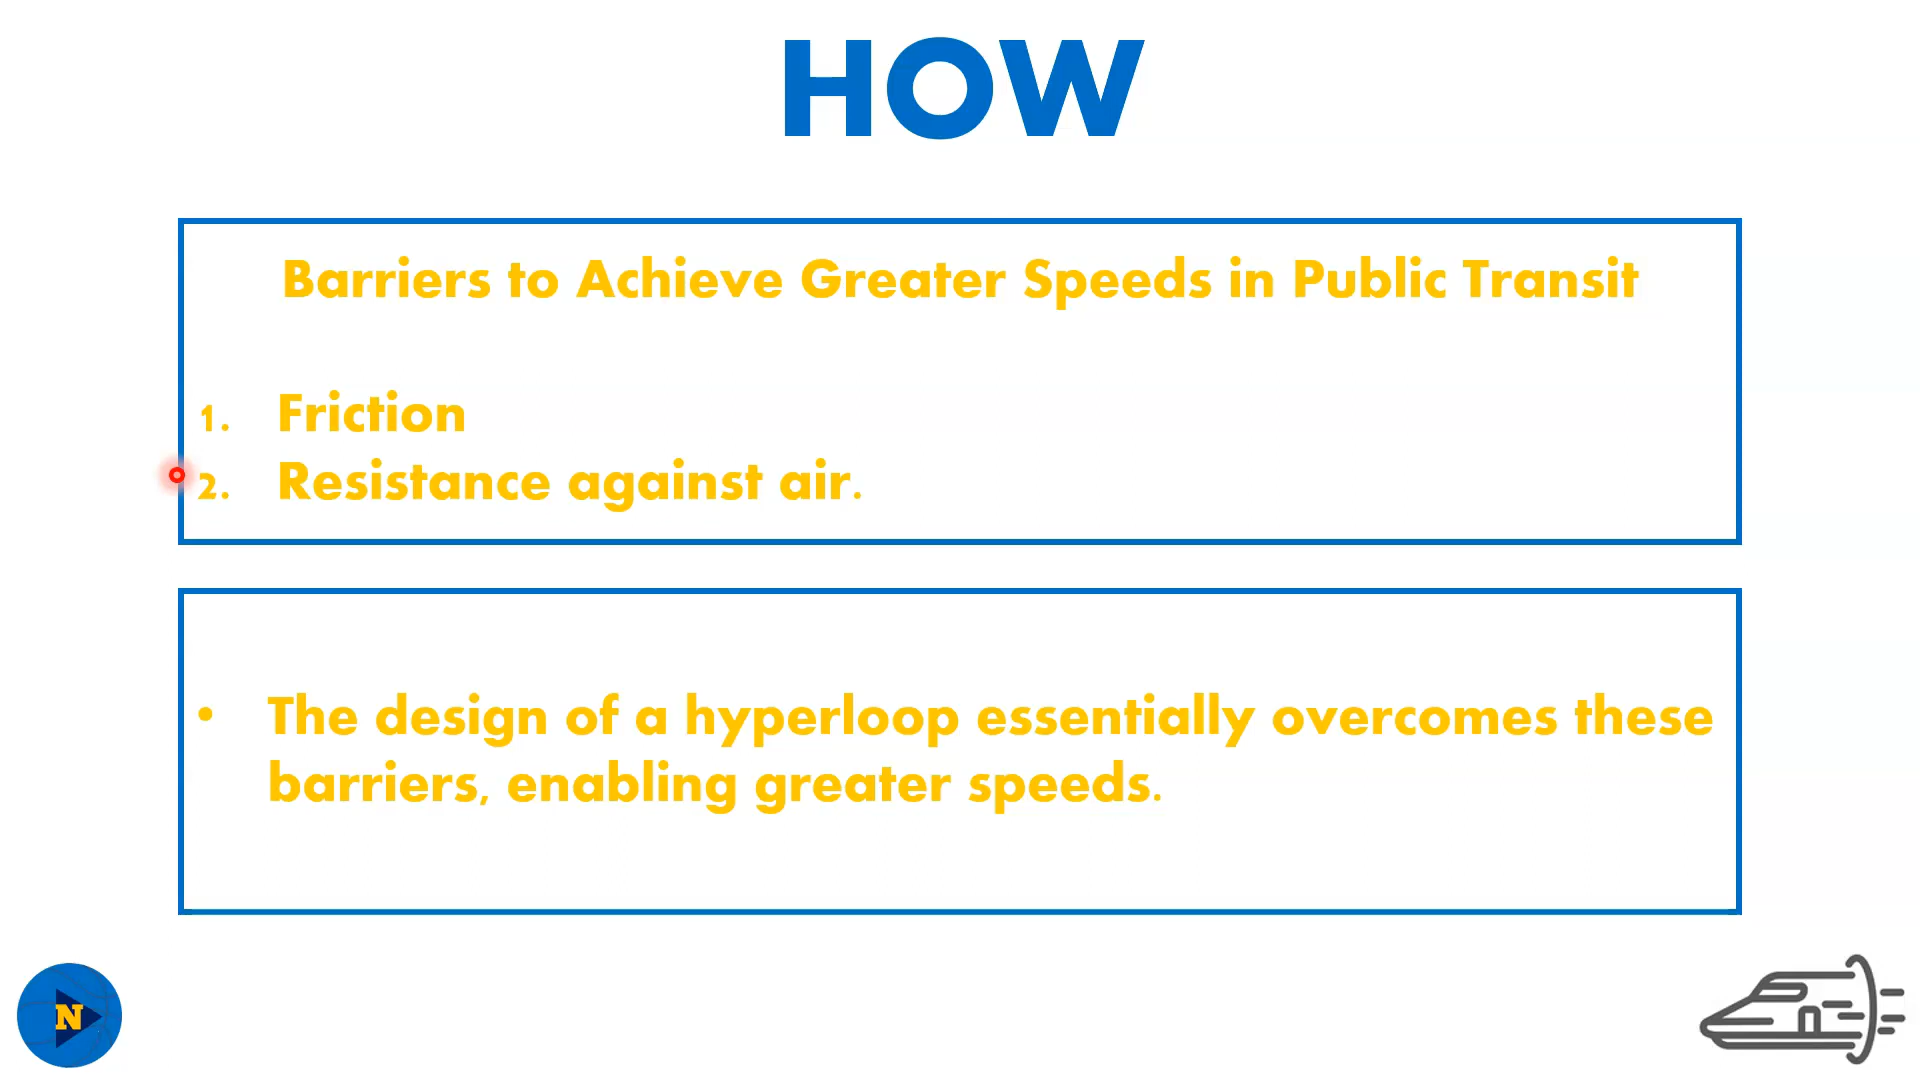 HOW
Barriers to Achieve Greater Speeds in Public Transit
1. Friction
2. Resistance against air.
• The design of a hyperloop essentially overcomes these
barriers, enabling greater speeds.
N